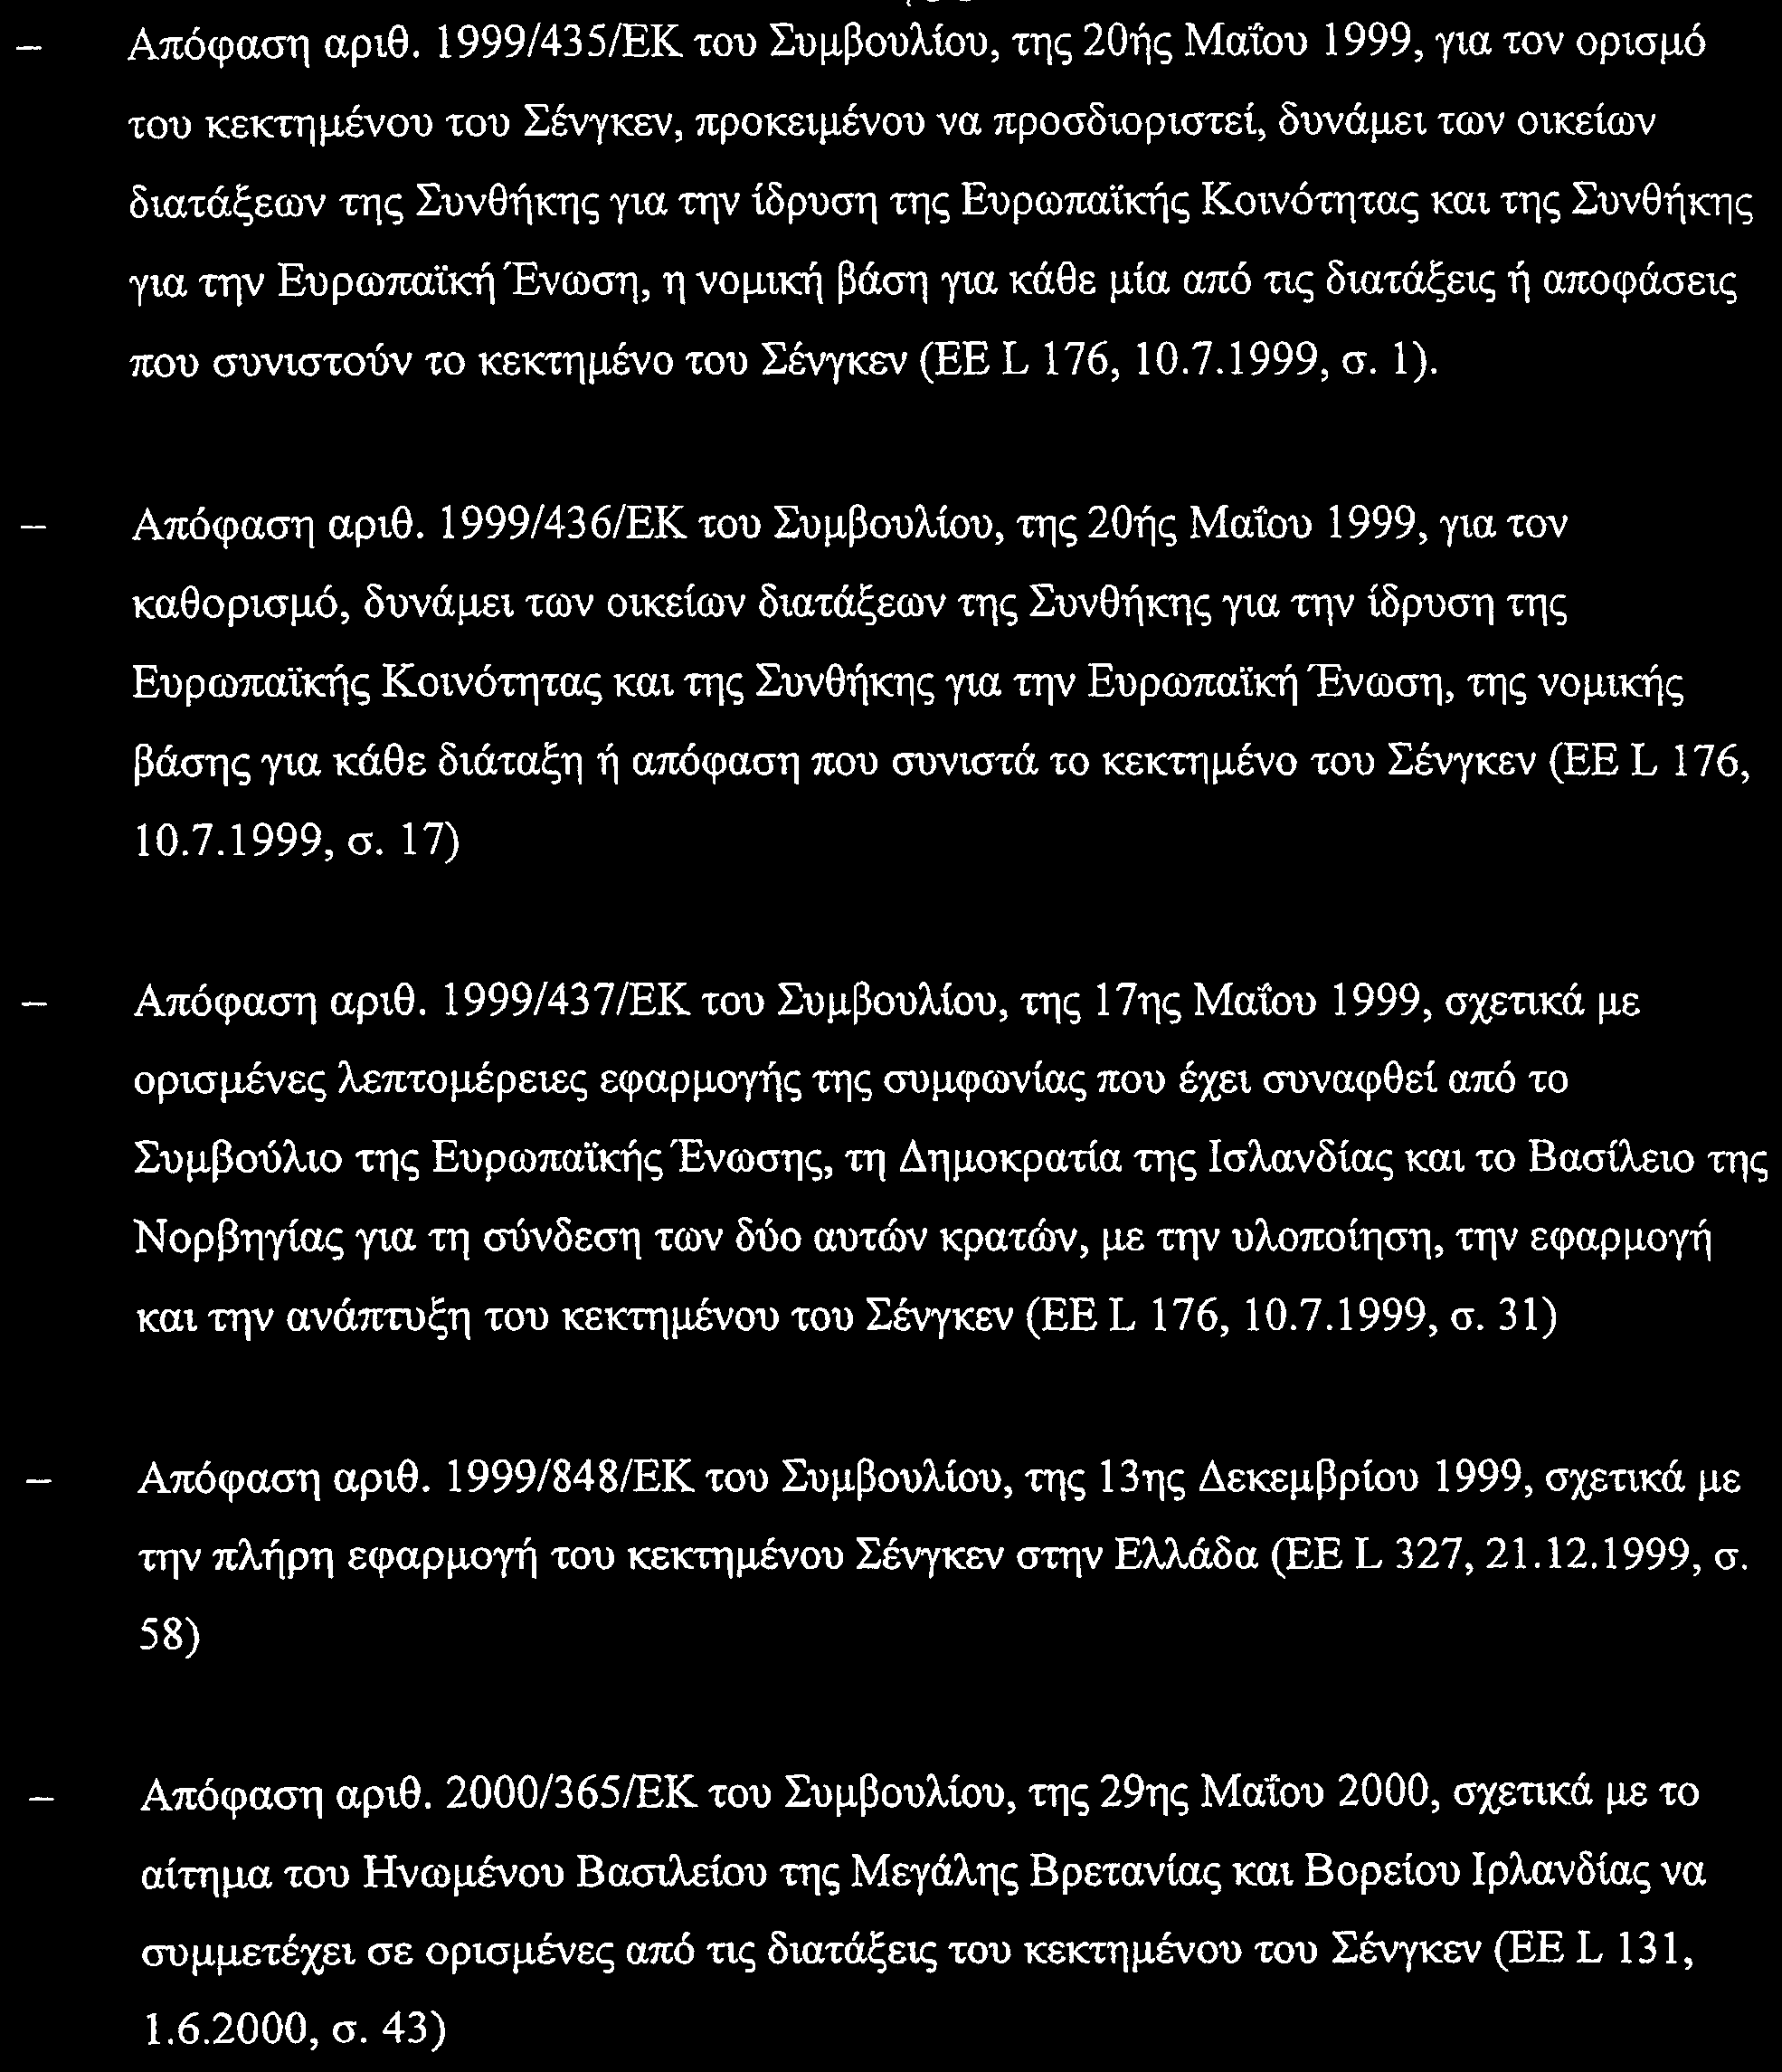 – Απόφαση αριθ. 1999/435/ΕΚ του Συμβουλίου, της 20ής Μαΐου 1999, για τον ορισμό
του κεκτημένου του Σένγκεν, προκειμένου να προσδιοριστεί, δυνάμει των οικείων
διατάξεων της Συνθήκης για την ίδρυση της Ευρωπαϊκής Κοινότητας και της Συνθήκης
για την Ευρωπαϊκή Ένωση, η νομική βάση για κάθε μία από τις διατάξεις ή αποφάσεις
που συνιστούν το κεκτημένο του Σένγκεν (ΕΕ L 176, 10.7.1999, σ. 1).
– Απόφαση αριθ. 1999/436/ΕΚ του Συμβουλίου, της 20ής Μαΐου 1999, για τον
καθορισμό, δυνάμει των οικείων διατάξεων της Συνθήκης για την ίδρυση της
Ευρωπαϊκής Κοινότητας και της Συνθήκης για την Ευρωπαϊκή Ένωση, της νομικής
βάσης για κάθε διάταξη ή απόφαση που συνιστά το κεκτημένο του Σένγκεν (ΕΕ L 176,
10.7.1999, σ. 17)
– Απόφαση αριθ. 1999/437/ΕΚ του Συμβουλίου, της 17ης Μαΐου 1999, σχετικά με
ορισμένες λεπτομέρειες εφαρμογής της συμφωνίας που έχει συναφθεί από το
Συμβούλιο της Ευρωπαϊκής Ένωσης, τη Δημοκρατία της Ισλανδίας και το Βασίλειο της
Νορβηγίας για τη σύνδεση των δύο αυτών κρατών, με την υλοποίηση, την εφαρμογή
και την ανάπτυξη του κεκτημένου του Σένγκεν (ΕΕ L 176, 10.7.1999, σ. 31)
– Απόφαση αριθ. 1999/848/ΕΚ του Συμβουλίου, της 13ης Δεκεμβρίου 1999, σχετικά με
την πλήρη εφαρμογή του κεκτημένου Σένγκεν στην Ελλάδα (ΕΕ L 327, 21.12.1999, σ.
58)
– Απόφαση αριθ. 2000/365/ΕΚ του Συμβουλίου, της 29ης Μαΐου 2000, σχετικά με το
αίτημα του Ηνωμένου Βασιλείου της Μεγάλης Βρετανίας και Βορείου Ιρλανδίας να
συμμετέχει σε ορισμένες από τις διατάξεις του κεκτημένου του Σένγκεν (ΕΕ L 131,
1.6.2000, σ. 43)